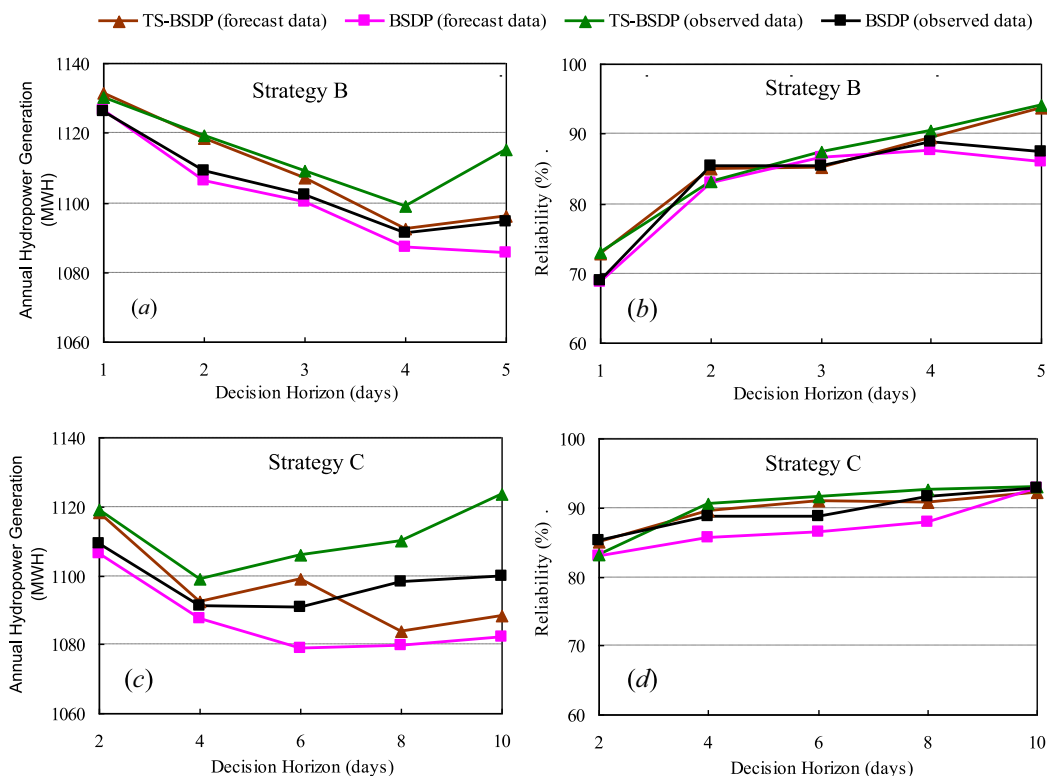 TS-BSDP (forecast data) BSDP (forecast data) TS-BSDP (observed data) BSDP (observed data)
Strategy B
Annual Hydropower Generation
(MWH)
1140
1120
1100
1080
1060
(a)
1 2 3 4 5
Decision Horizon (days)
Strategy B
Reliability (%) .
100
90
80
70
60
(b)
1 2 3 4 5
Decision Horizon (days)
Strategy C
Annual Hydropower Generation
(MWH)
1140
1120
1100
1080
1060
(c)
2 4 6 8 10
Decision Horizon (days)
Strategy C
Reliability (%) .
100
90
80
70
60
(d)
2 4 6 8 10
Decision Horizon (days)